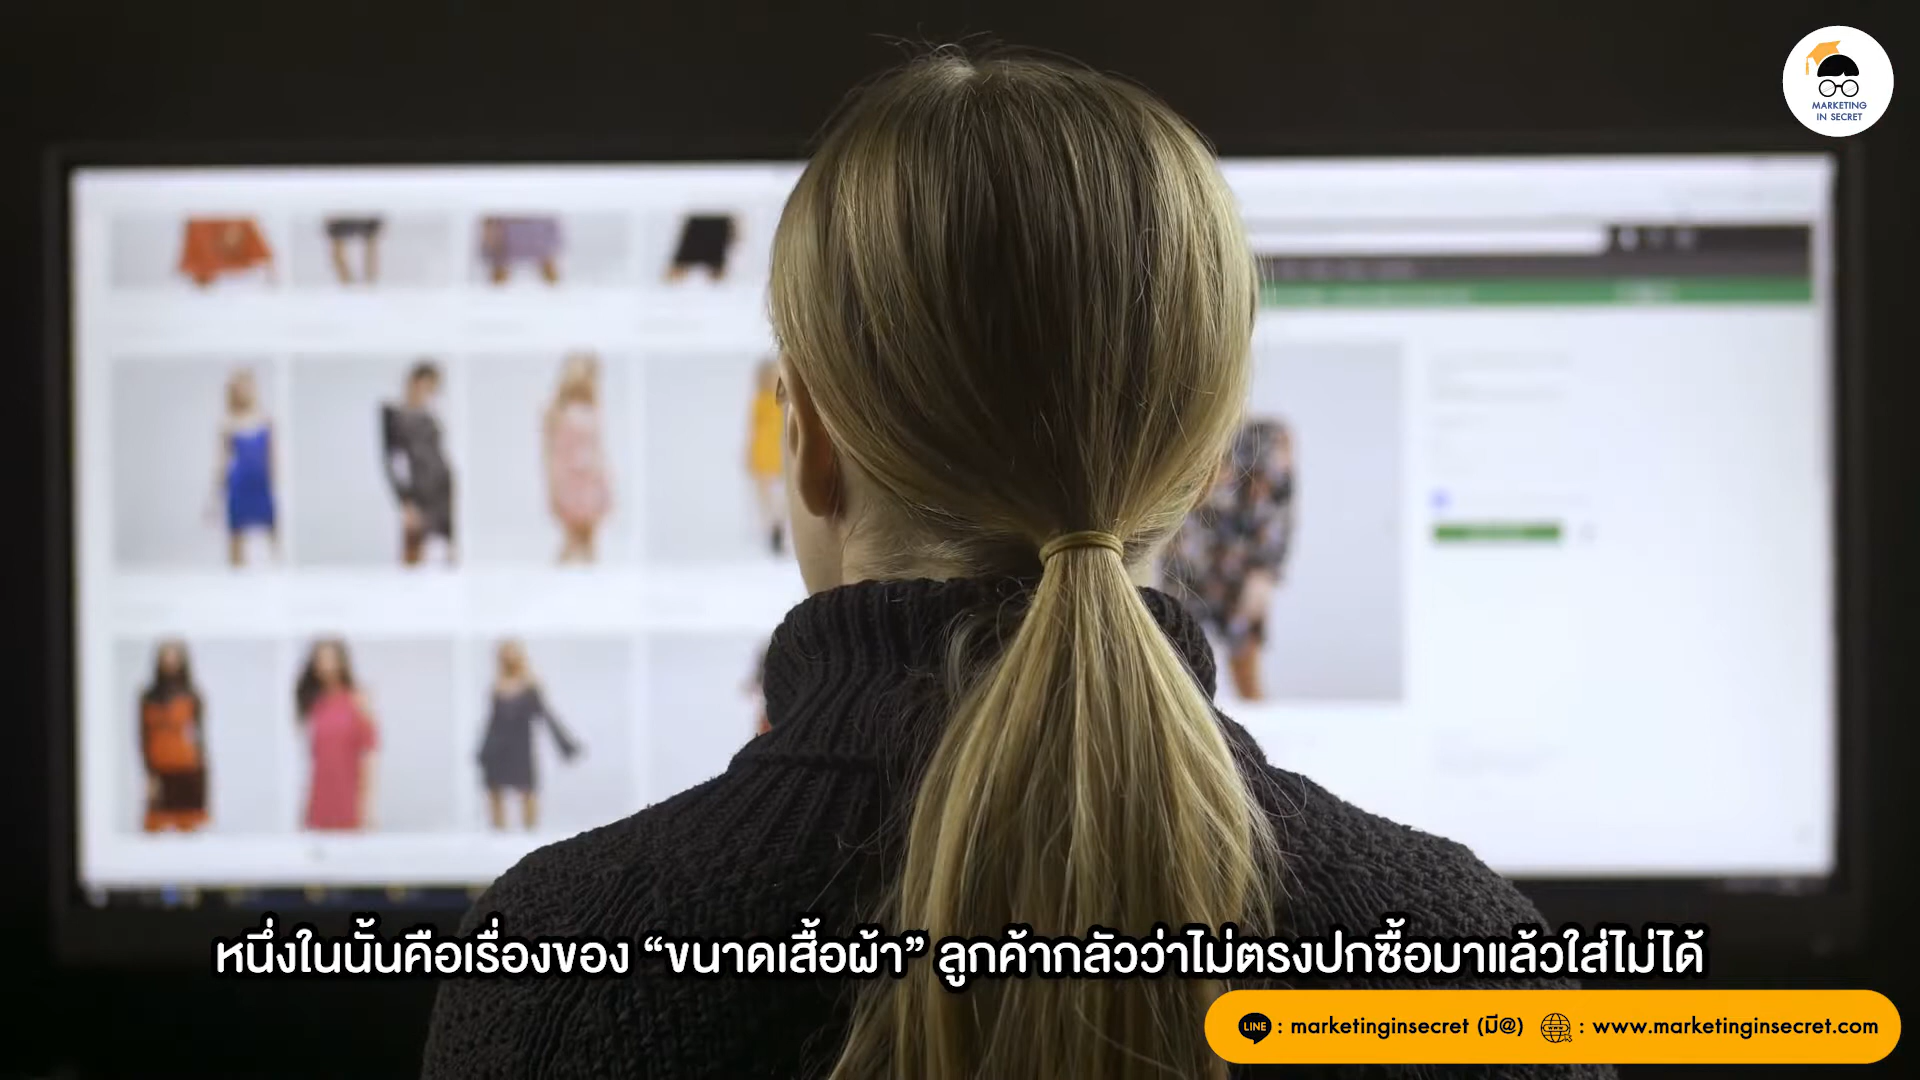 MARKETING
IN SECRET
หนึ่งในนั้นคือเรื่องของ “ขนาดเสื้อผ้า” ลูกค้ากลัวว่าไม่ตรงปกซื้อมาแล้วใส่ไม่ได้
LINE : marketinginsecret (มี@) : www.marketinginsecret.com